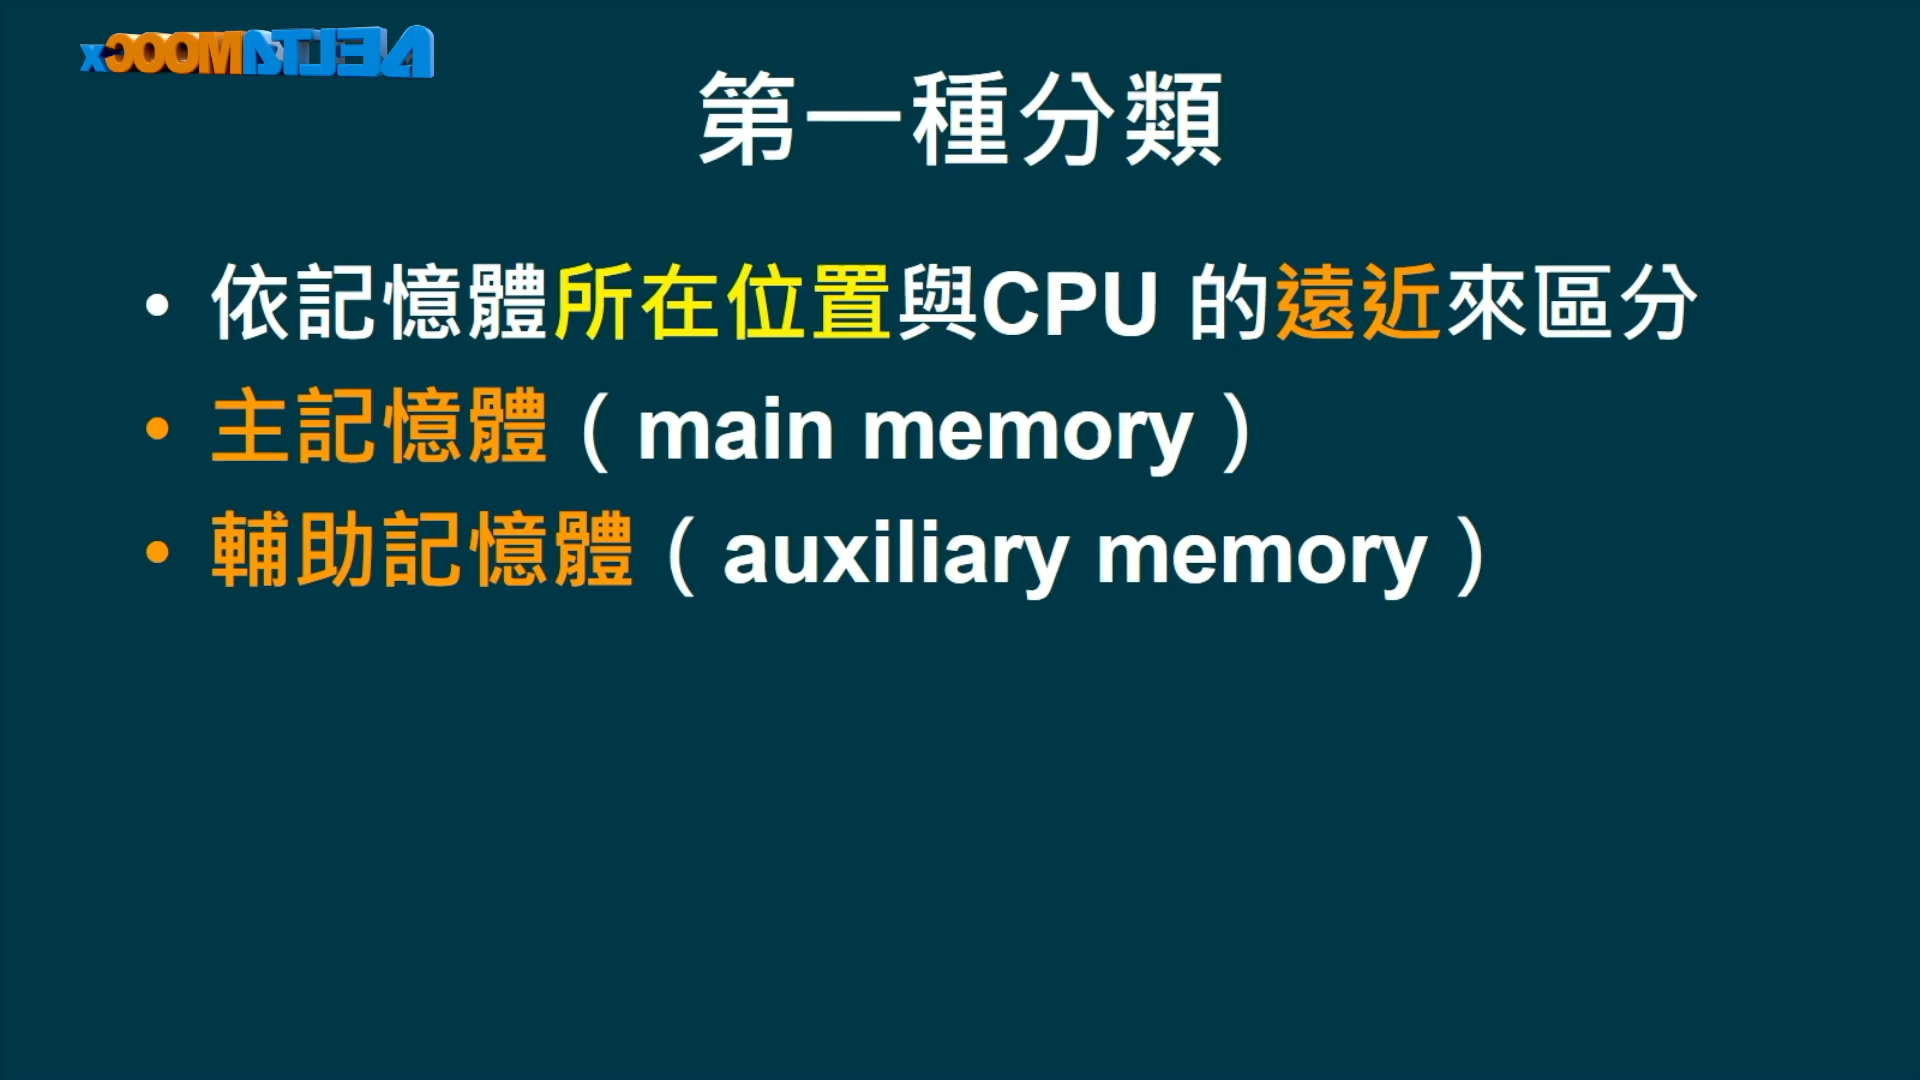 DELTAMOOCx
第一種分類
• 依記憶體所在位置與CPU 的遠近來區分
• 主記憶體（main memory）
• 輔助記憶體（auxiliary memory）